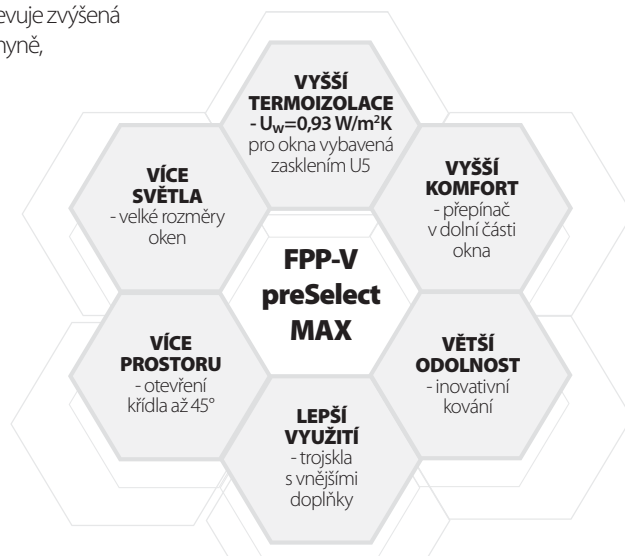 evuje zvýšená
nyně,
VYŠŠÍ
TERMOIZOLACE
- Uw=0,93 W/m²K
pro okna vybavená
zasklením U5
VÍCE
SVĚTLA
- velké rozměry
oken
VYŠŠÍ
KOMFORT
- přepínač
v dolní části
okna
FPP-V
preSelect
MAX
VÍCE
PROSTORU
- otevření
křídla až 45°
VĚTŠÍ
ODOLNOST
- inovativní
kování
LEPŠÍ
VYUŽITÍ
- trojskla
s vnějšími
doplňky